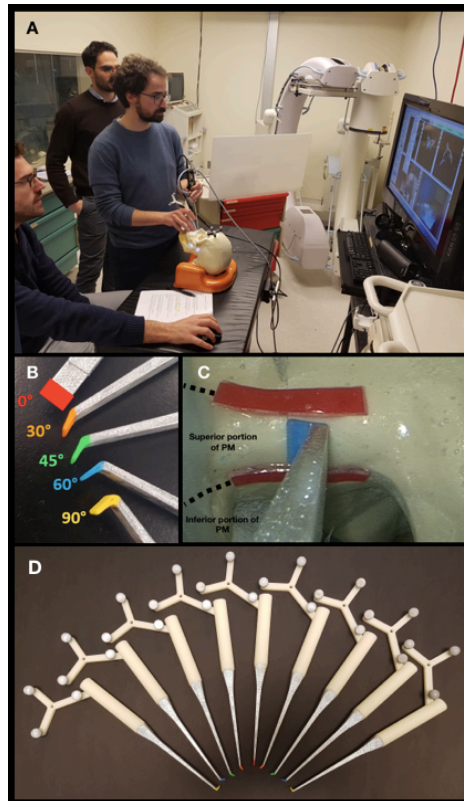 A
B
0°
30°
45°
60°
90°
C
Superior portion
of PM
Inferior portion of
PM
D